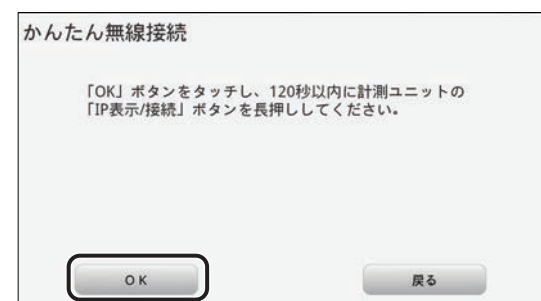 かんたん無線接続
「OK」ボタンをタッチし、120秒以内に計測ユニットの
「IP表示/接続」ボタンを長押ししてください。
OK
戻る